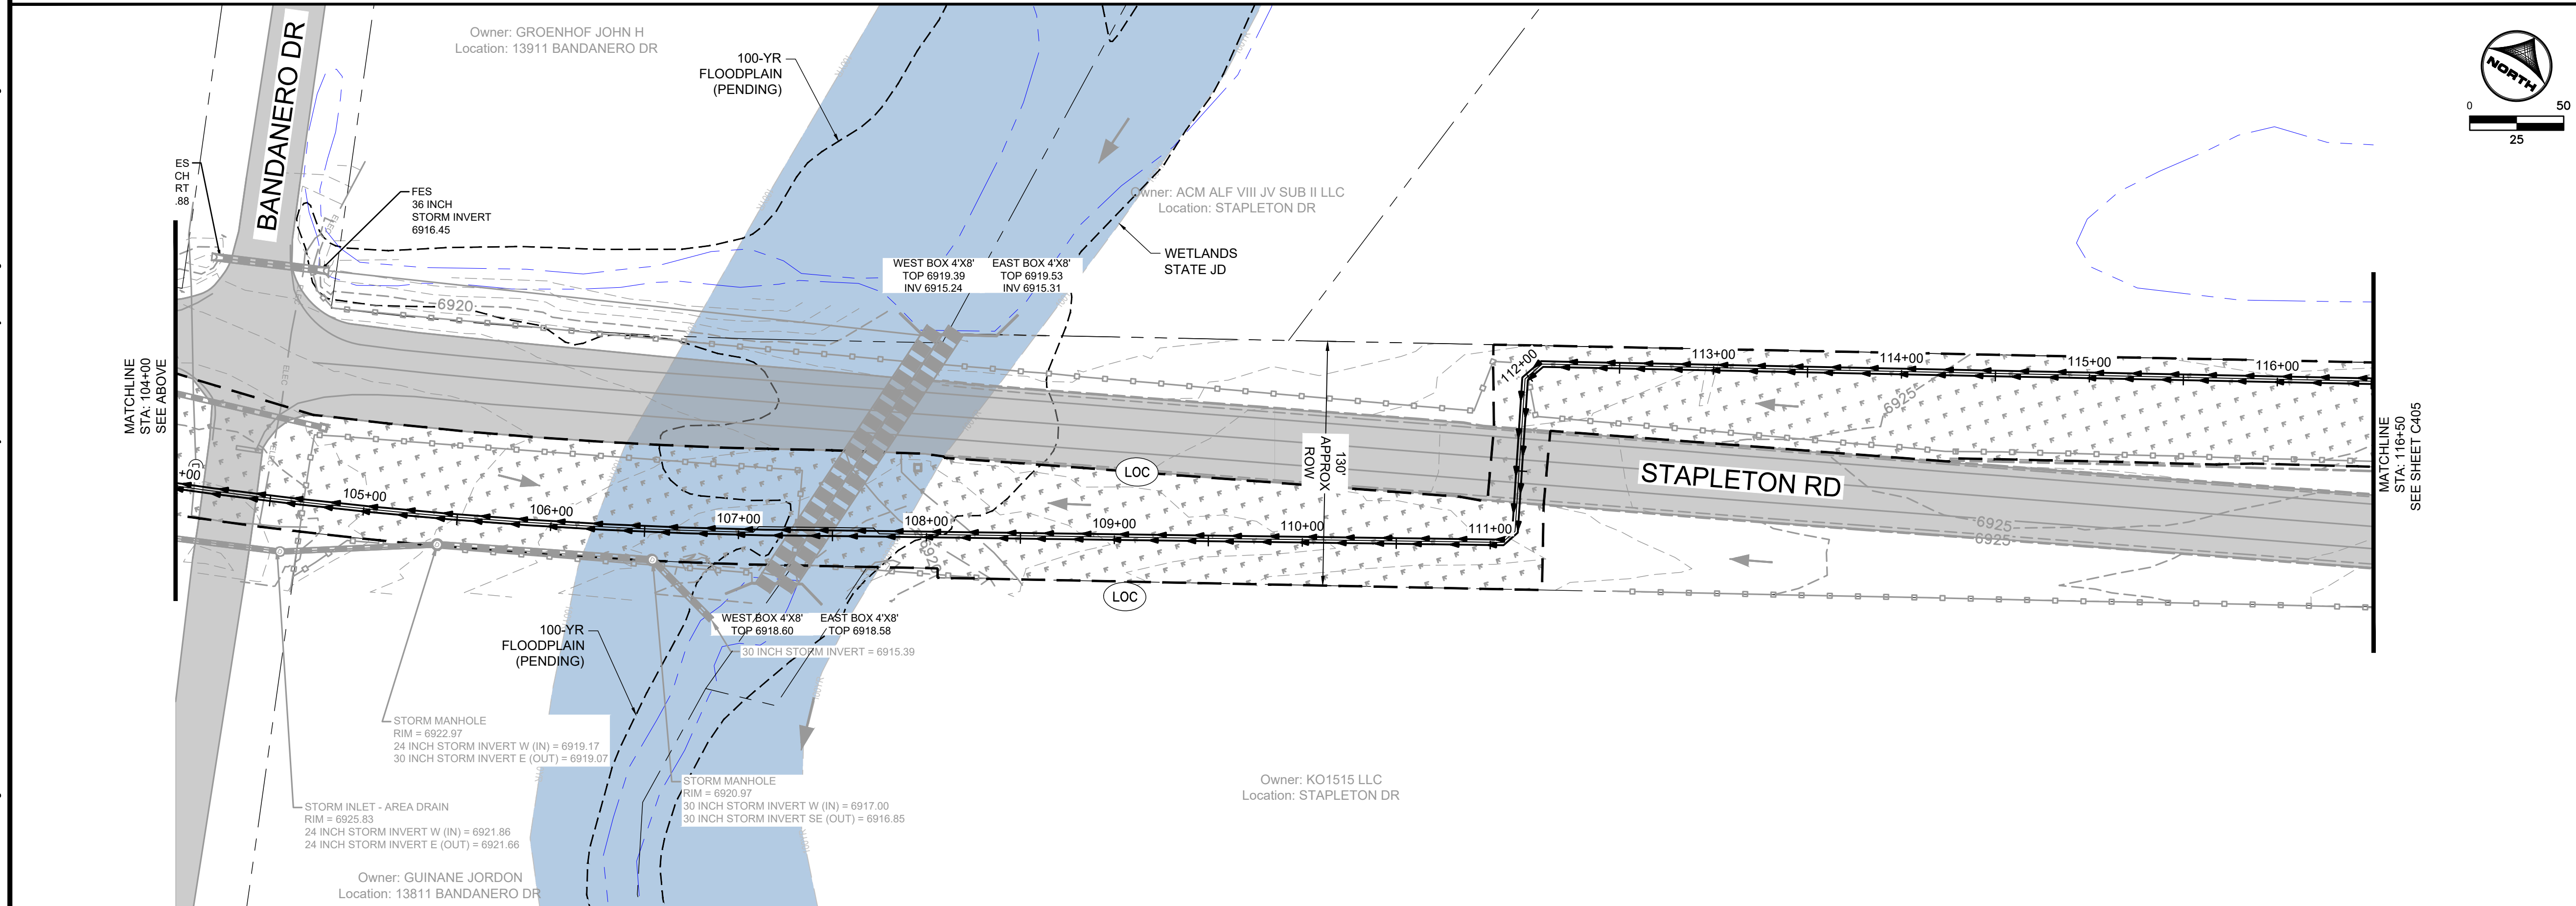 Owner: GROENHOF JOHN H
Location: 13911 BANDANERO DR
100-YR
FLOODPLAIN
(PENDING)
BANDANERO DR
NORTH
0
50
25
ES
CH
RT
.88
FES
36 INCH
STORM INVERT
6916.45
Owner: ACM ALF VIII JV SUB II LLC
Location: STAPLETON DR
WETLANDS
STATE JD
WEST BOX 4'X8'
TOP 6919.39
INV 6915.24
EAST BOX 4'X8'
TOP 6919.53
INV 6915.31
6920
ELEC
ELEC
ELEC
ELEC
MATCHLINE
STA: 104+00
SEE ABOVE
112+00
113+00
114+00
115+00
116+00
6925
130'
APPROX
ROW
LOC
STAPLETON RD
MATCHLINE
STA: 116+50
SEE SHEET C405
+00
105+00
106+00
107+00
108+00
109+00
110+00
111+00
6925
6925
6920
LOC
WEST BOX 4'X8'
TOP 6918.60
EAST BOX 4'X8'
TOP 6918.58
30 INCH STORM INVERT = 6915.39
100-YR
FLOODPLAIN
(PENDING)
STORM MANHOLE
RIM = 6922.97
24 INCH STORM INVERT W (IN) = 6919.17
30 INCH STORM INVERT E (OUT) = 6919.07
STORM MANHOLE
RIM = 6920.97
30 INCH STORM INVERT W (IN) = 6917.00
30 INCH STORM INVERT SE (OUT) = 6916.85
STORM INLET - AREA DRAIN
RIM = 6925.83
24 INCH STORM INVERT W (IN) = 6921.86
24 INCH STORM INVERT E (OUT) = 6921.66
Owner: KO1515 LLC
Location: STAPLETON DR
Owner: GUINANE JORDON
Location: 13811 BANDANERO DR